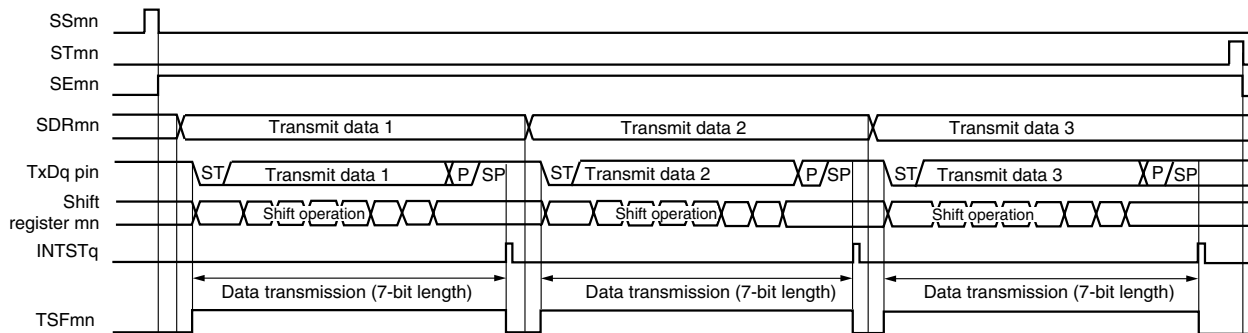 SSmn
STmn
SEmn
SDRmn Transmit data 1 Transmit data 2 Transmit data 3
TxDq pin ST Transmit data 1 P SP ST Transmit data 2 P SP ST Transmit data 3 P SP
Shift
register mn Shift operation Shift operation Shift operation
INTSTq
Data transmission (7-bit length) Data transmission (7-bit length) Data transmission (7-bit length)
TSFmn